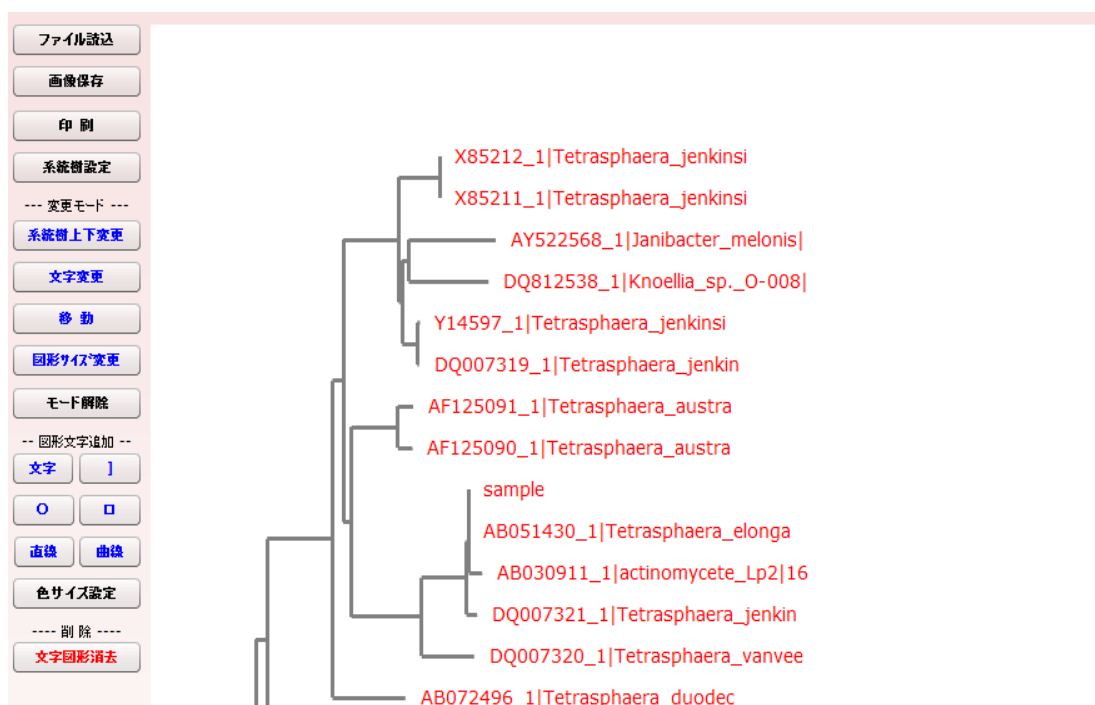 ファイル読込
画像保存
印 刷
系統樹設定
--- 変更モード ---
系統樹上下変更
文字変更
移 動
図形サイズ変更
モード解除
-- 図形文字追加 --
文字 ]
○ □
直線 曲線
色サイズ設定
---- 削 除 ----
文字図形消去
X85212_1|Tetrasphaera_jenkinsi
X85211_1|Tetrasphaera_jenkinsi
AY522568_1|Janibacter_melonis|
DQ812538_1|Knoellia_sp._O-008|
Y14597_1|Tetrasphaera_jenkinsi
DQ007319_1|Tetrasphaera_jenkin
AF125091_1|Tetrasphaera_austra
AF125090_1|Tetrasphaera_austra
sample
AB051430_1|Tetrasphaera_elonga
AB030911_1|actinomycete_Lp2|16
DQ007321_1|Tetrasphaera_jenkin
DQ007320_1|Tetrasphaera_vanvee
AB072496_1|Tetrasphaera_duodec